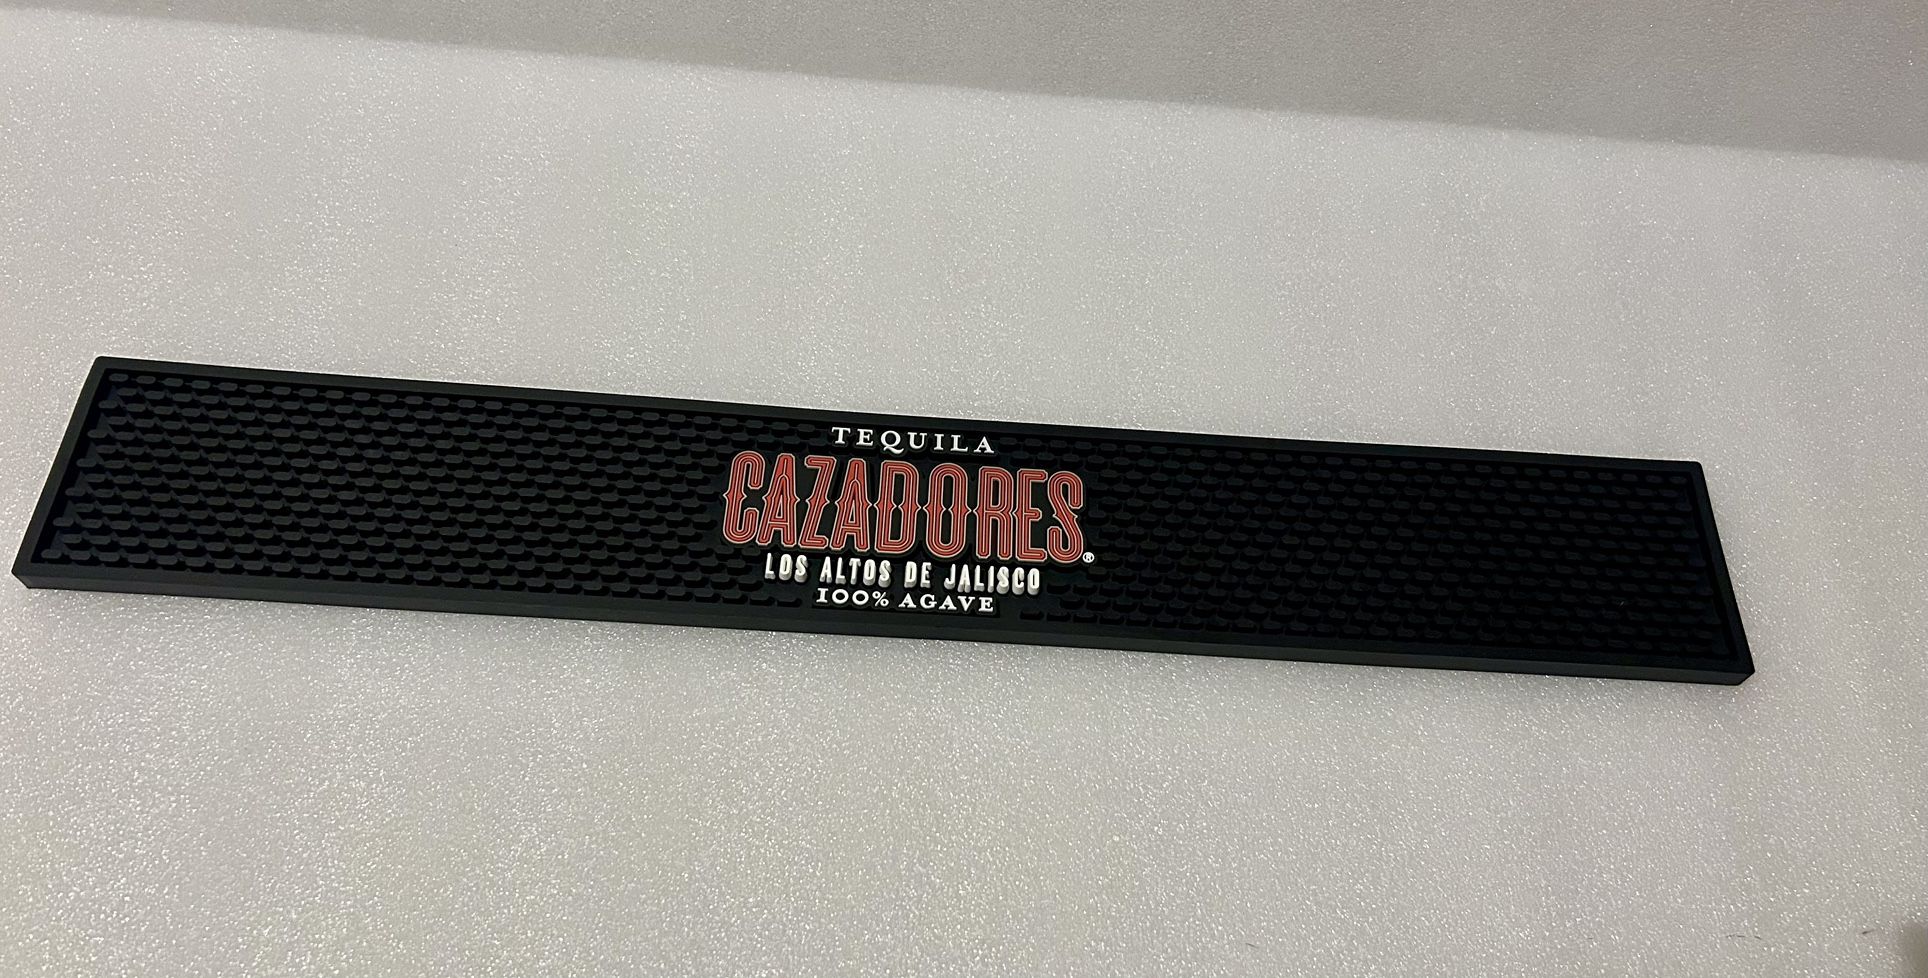 TEQUILA
CAZADORES®
LOS ALTOS DE JALISCO
100% AGAVE